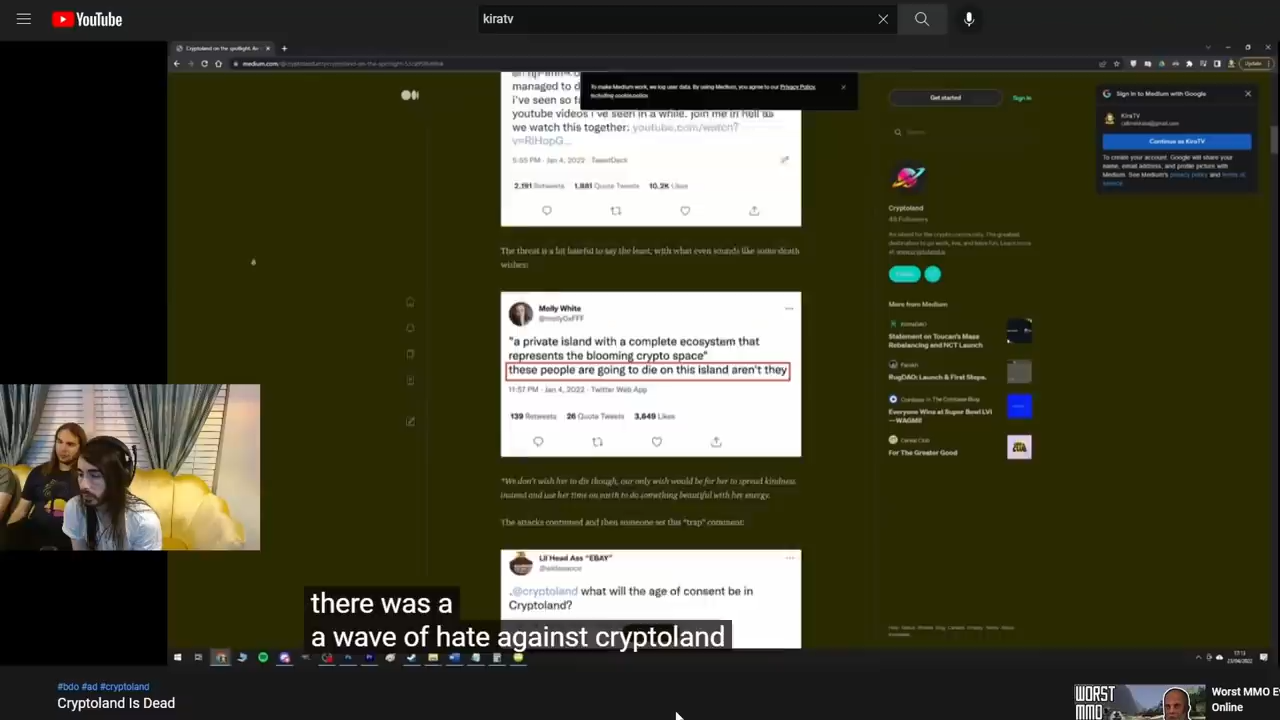 YouTube
kiratv
Cryptoland on the spotlight. An
Update
managed to d
i've seen so fa
youtube videos i've seen in a while. join me in hell as
we watch this together: youtube.com/watch?
v=RiHopG...
5:55 PM · Jan 4, 2022 · TweetDeck
2,191 Retweets 1,881 Quote Tweets 10.2K Likes
To make Medium work, we log user data. By using Medium, you agree to our Privacy Policy,
including cookie policy.
Get started
Sign In
Search
Sign in to Medium with Google
KiraTV
Continue as KiraTV
To create your account, Google will share your
name, email address, and profile picture with
Medium. See Medium's privacy policy and terms of
service.
Cryptoland
48 Followers
An island for the crypto community. The greatest
destination to work, live, and have fun. Learn more
at
Follow
More from Medium
Statement on Toucan's Mass
Rebalancing and NCT Launch
RugDAO: Launch & First Steps.
Coinbase in The Coinbase Blog
Everyone Wins at Super Bowl LVI
—WAGMI!
For The Greater Good
The threat is a bit hateful to say the least, with what even sounds like some death
wishes:
Molly White
@molly0xFFF
"a private island with a complete ecosystem that
represents the blooming crypto space"
these people are going to die on this island aren't they
11:57 PM · Jan 4, 2022 · Twitter Web App
139 Retweets 26 Quote Tweets 3,649 Likes
*We don't wish her to die though, our only wish would be for her to spread kindness
instead and use her time on earth to do something beautiful with her energy.
The attacks continued and then someone set this "trap" comment:
Lil Head Ass "EBAY"
.@cryptoland what will the age of consent be in
Cryptoland?
there was a
a wave of hate against cryptoland
17:13
23/04/2022
#bdo #ad #cryptoland
Cryptoland Is Dead
WORST
MMO
Worst MMO E
Online